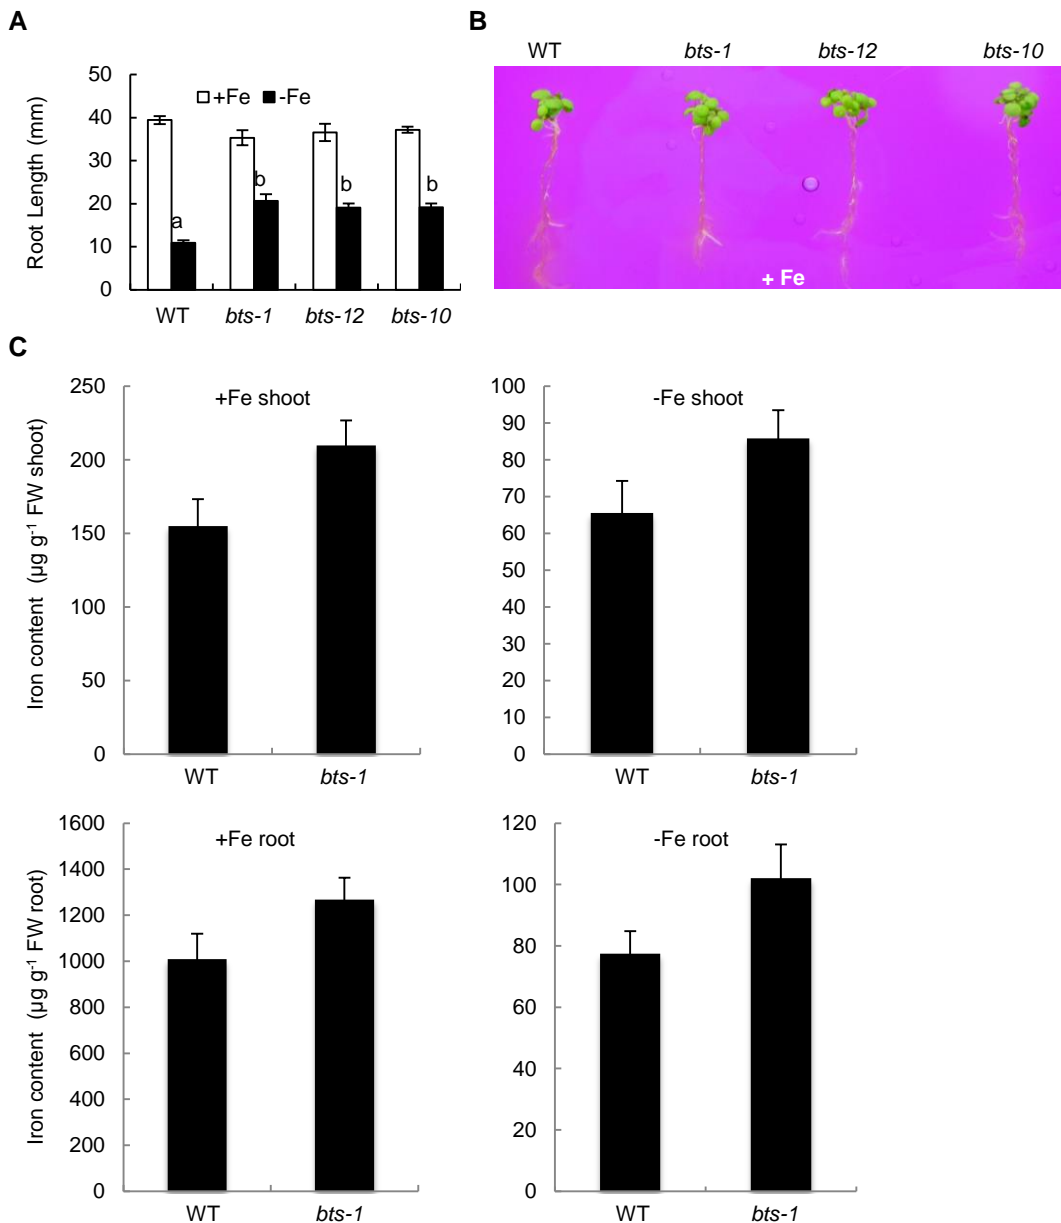 A
Root Length (mm)
50
40
30
20
10
0
+Fe
-Fe
a
b
b
b
WT
bts-1
bts-12
bts-10
B
WT
bts-1
bts-12
bts-10
+ Fe
C
Iron content (µg g-1 FW shoot)
250
200
150
100
50
0
+Fe shoot
WT
bts-1
100
90
80
70
60
50
40
30
20
10
0
-Fe shoot
WT
bts-1
Iron content (µg g-1 FW root)
1600
1400
1200
1000
800
600
400
200
0
+Fe root
WT
bts-1
120
100
80
60
40
20
0
-Fe root
WT
bts-1